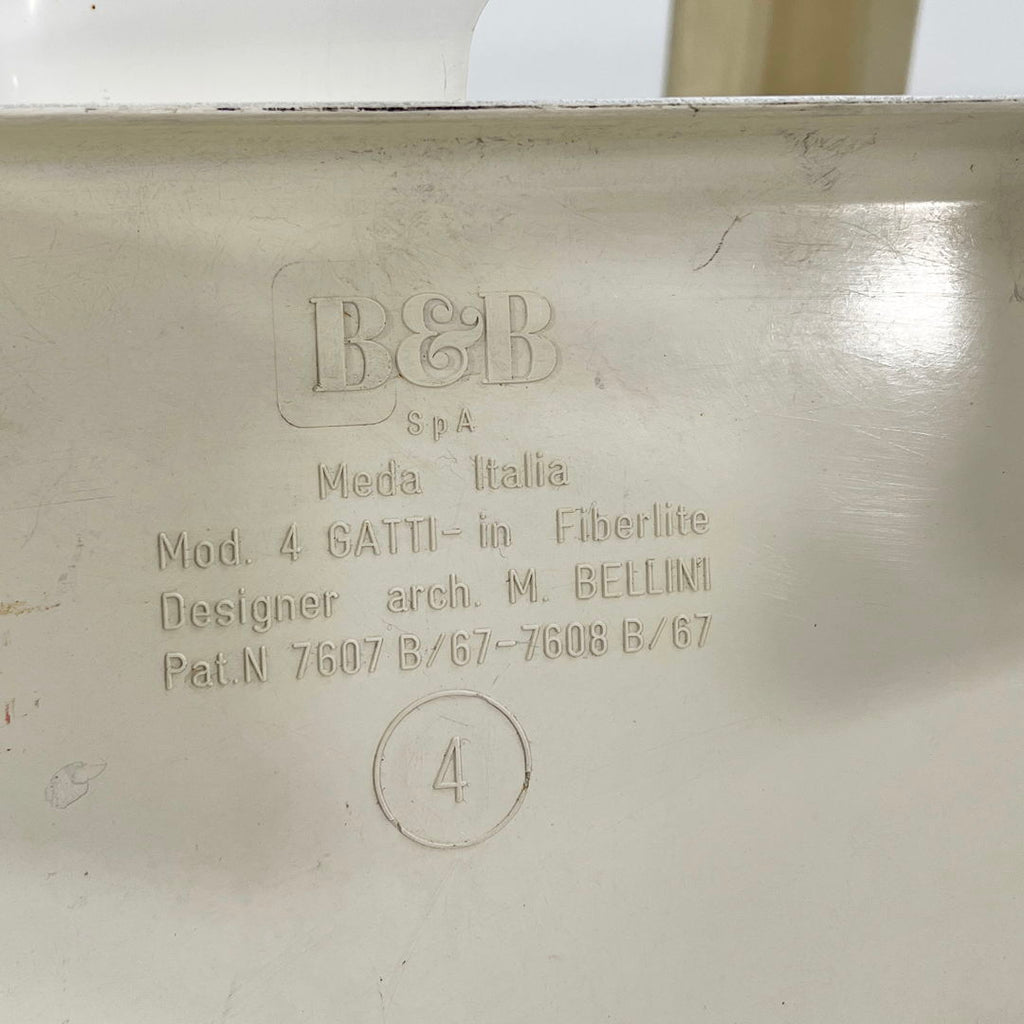 B&B
SpA
Meda Italia
Mod. 4 GATTI- in Fiberlite
Designer arch. M. BELLINI
Pat.N 7607 B/67-7608 B/67
4